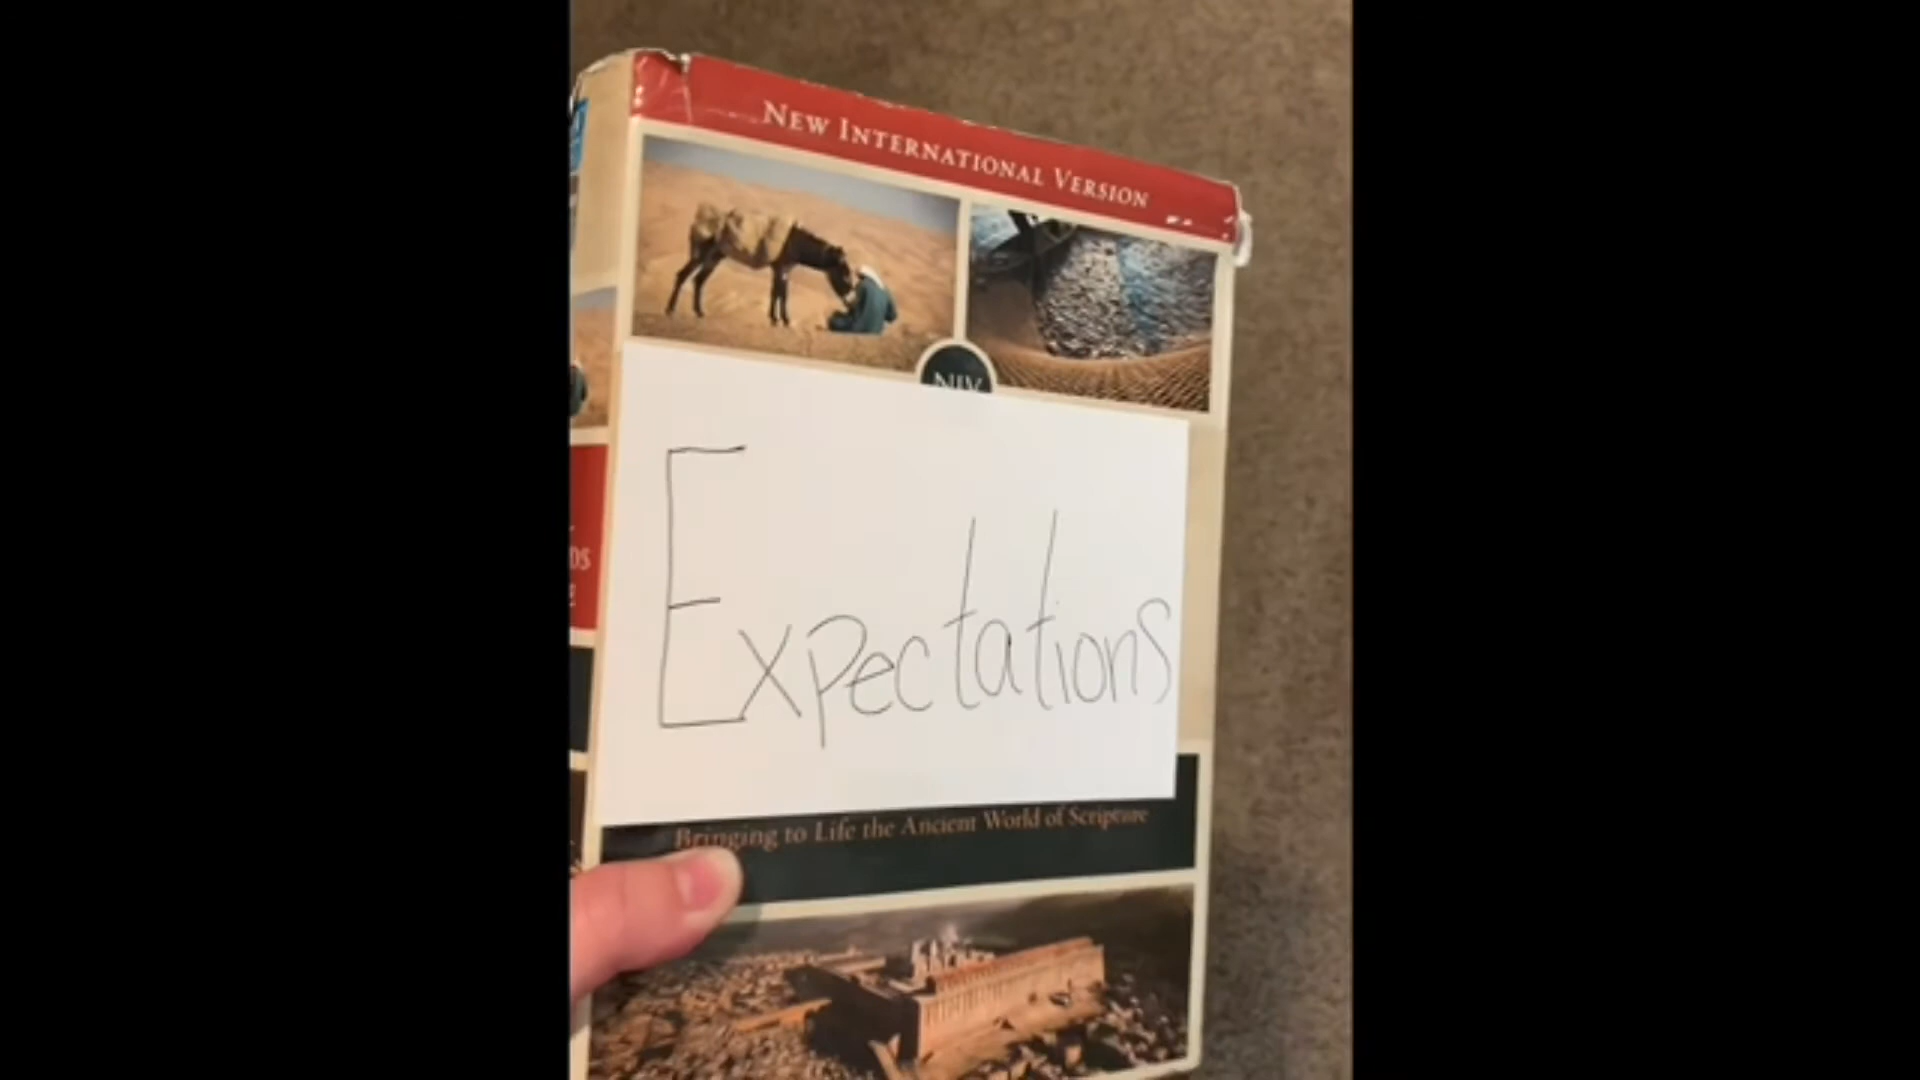 New International Version
NIV
Expectations
Bringing to Life the Ancient World of Scripture